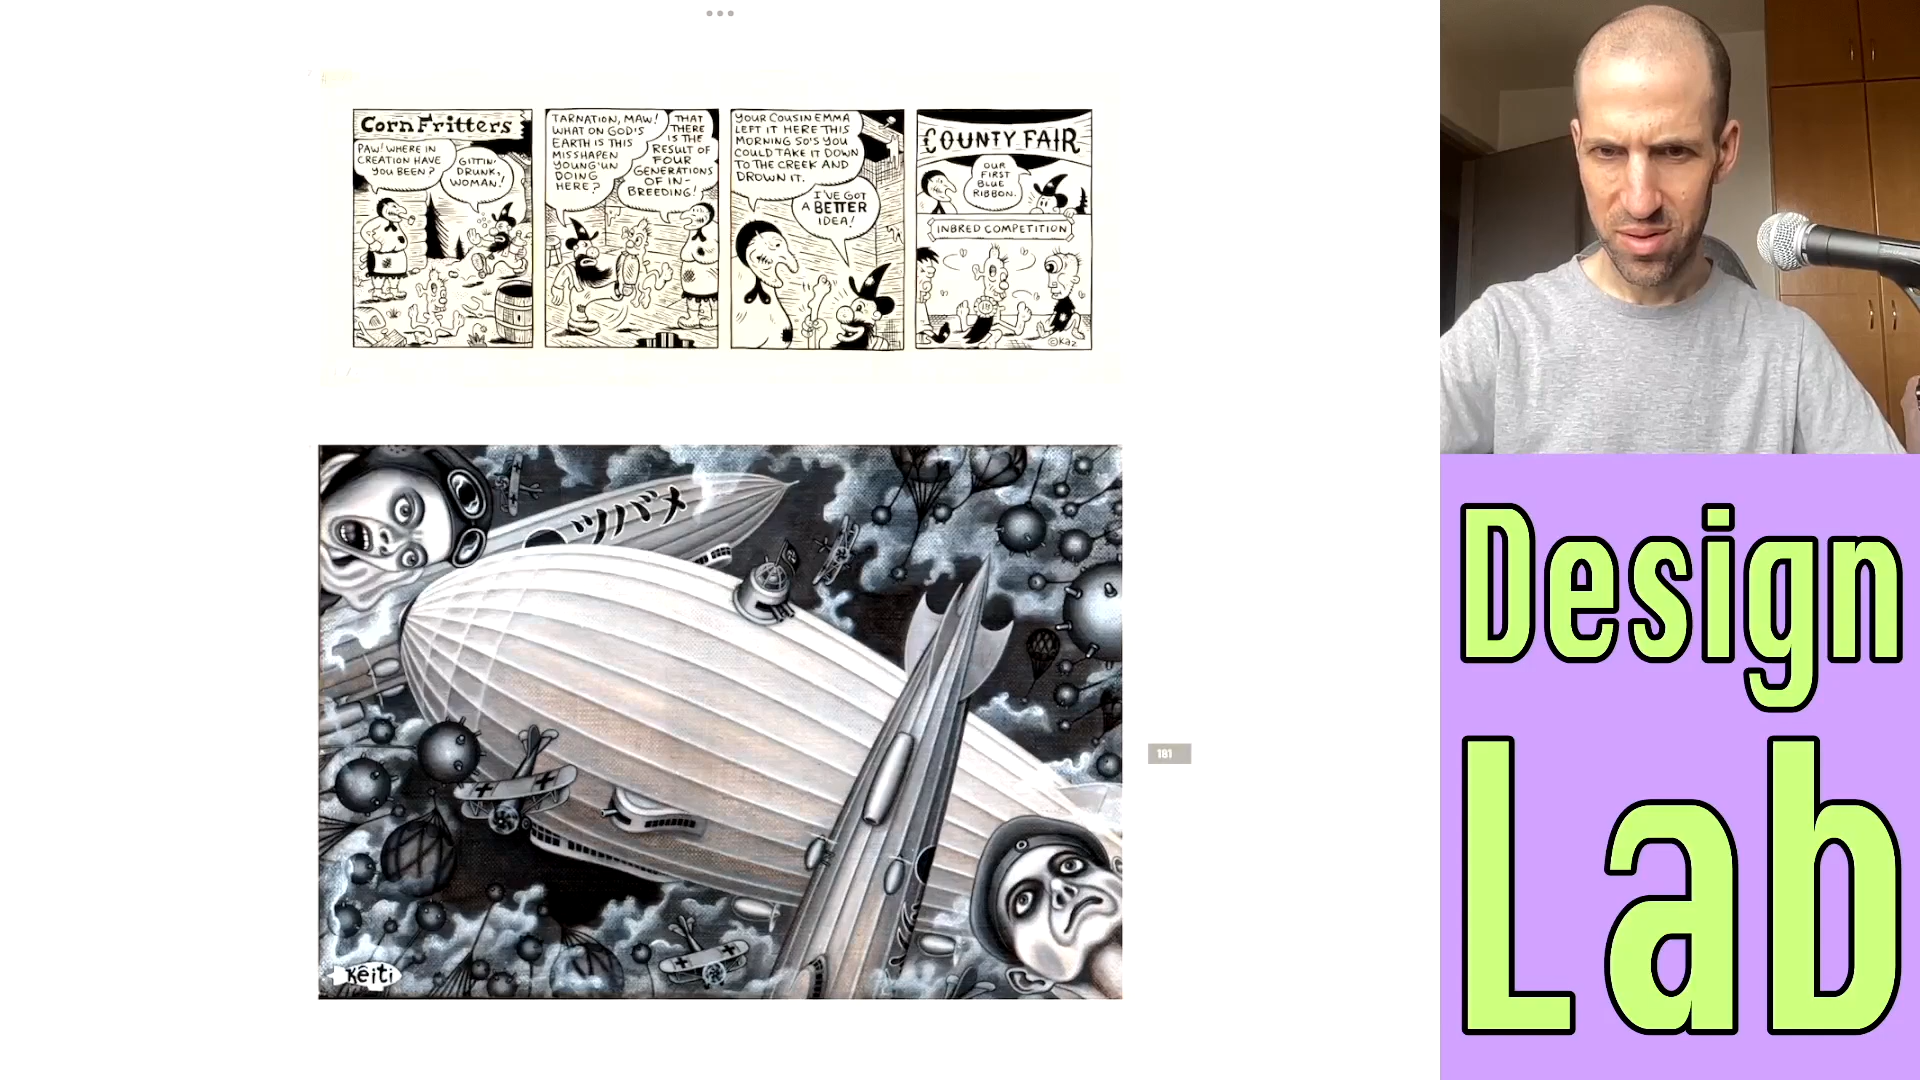 Corn Fritters
PAW! WHERE IN
CREATION HAVE
YOU BEEN?
GITTIN'
DRUNK,
WOMAN!
TARNATION, MAW!
WHAT ON GOD'S
EARTH IS THIS
MISSHAPEN
YOUNG'UN
DOING
HERE?
THAT
THERE
IS THE
RESULT OF
FOUR
GENERATIONS
OF IN-
BREEDING!
YOUR COUSIN EMMA
LEFT IT HERE THIS
MORNING SO'S YOU
COULD TAKE IT DOWN
TO THE CREEK AND
DROWN IT.
I'VE GOT
A BETTER
IDEA!
COUNTY FAIR
OUR
FIRST
BLUE
RIBBON.
INBRED COMPETITION
©Kaz
ツバメ
Kêiti
181
Design
Lab